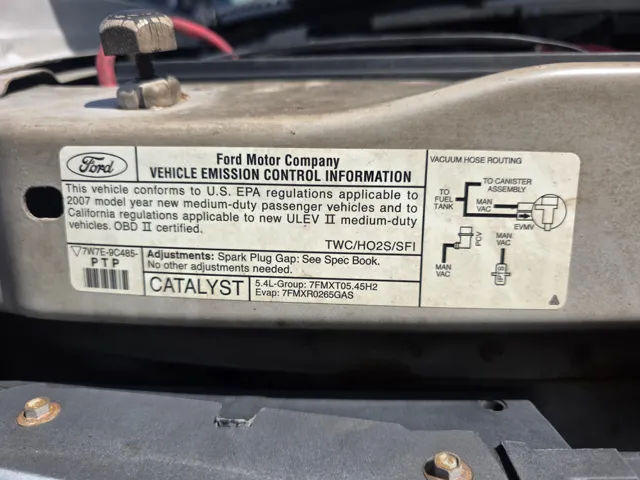 Ford
Ford Motor Company
VEHICLE EMISSION CONTROL INFORMATION
This vehicle conforms to U.S. EPA regulations applicable to
2007 model year new medium-duty passenger vehicles and to
California regulations applicable to new ULEV II medium-duty
vehicles. OBD II certified.
TWC/HO2S/SFI
7W7E-9C485-
PTP
Adjustments: Spark Plug Gap: See Spec Book.
No other adjustments needed.
CATALYST
5.4L-Group: 7FMXT05.45H2
Evap: 7FMXR0265GAS
VACUUM HOSE ROUTING
TO CANISTER
ASSEMBLY
TO
FUEL
TANK
MAN
VAC
EVMV
PCV
MAN
VAC
MAN
VAC